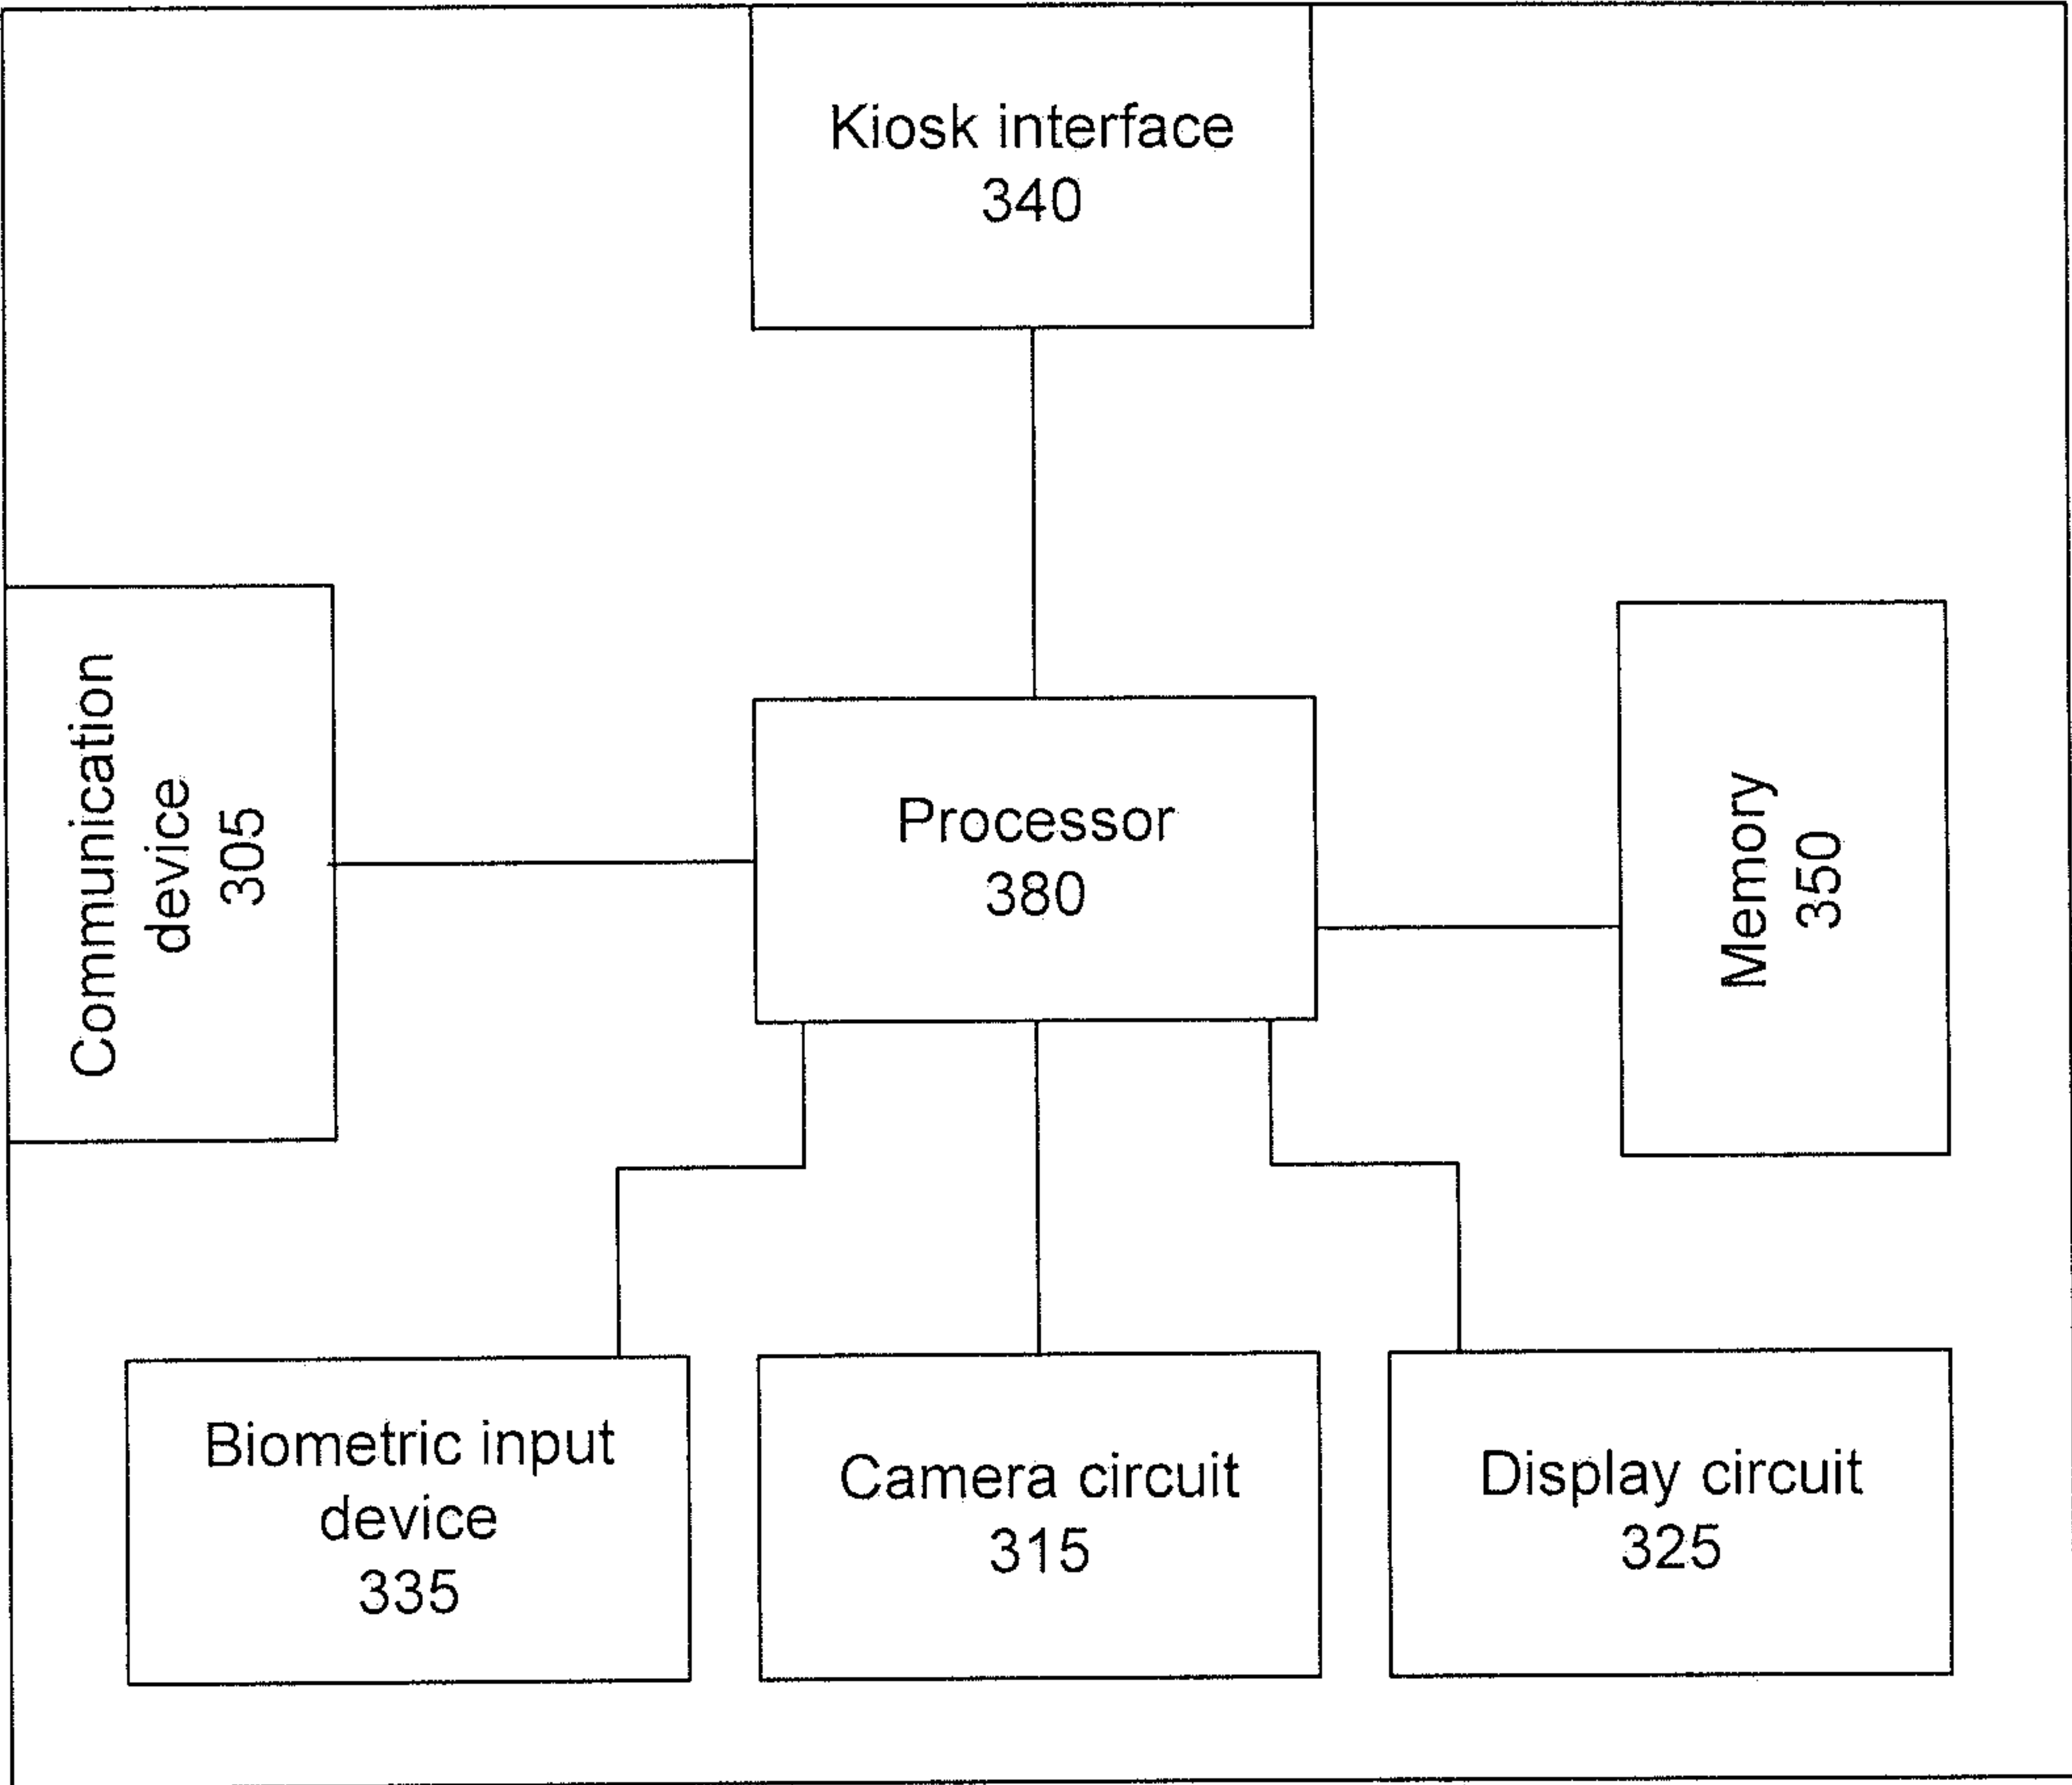 Kiosk interface
340
Communication
device
305
Processor
380
Memory
350
Biometric input
device
335
Camera circuit
315
Display circuit
325